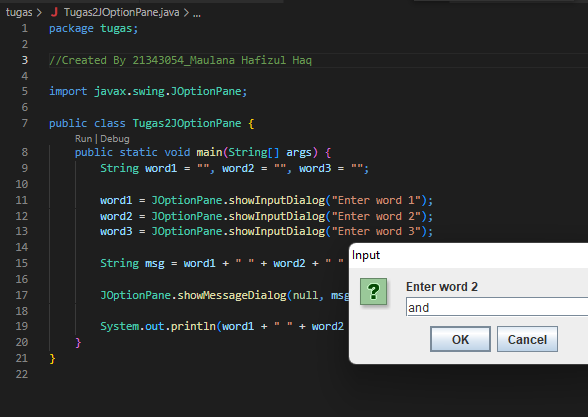 tugas > J Tugas2JOptionPane.java > ...
1 package tugas;
2
3 //Created By 21343054_Maulana Hafizul Haq
4
5 import javax.swing.JOptionPane;
6
7 public class Tugas2JOptionPane {
Run | Debug
8 public static void main(String[] args) {
9 String word1 = "", word2 = "", word3 = "";
10
11 word1 = JOptionPane.showInputDialog("Enter word 1");
12 word2 = JOptionPane.showInputDialog("Enter word 2");
13 word3 = JOptionPane.showInputDialog("Enter word 3");
14
15 String msg = word1 + " " + word2 + " "
16
17 JOptionPane.showMessageDialog(null, msg
18
19 System.out.println(word1 + " " + word2
20 }
21 }
22
Input
?
Enter word 2
and
OK Cancel